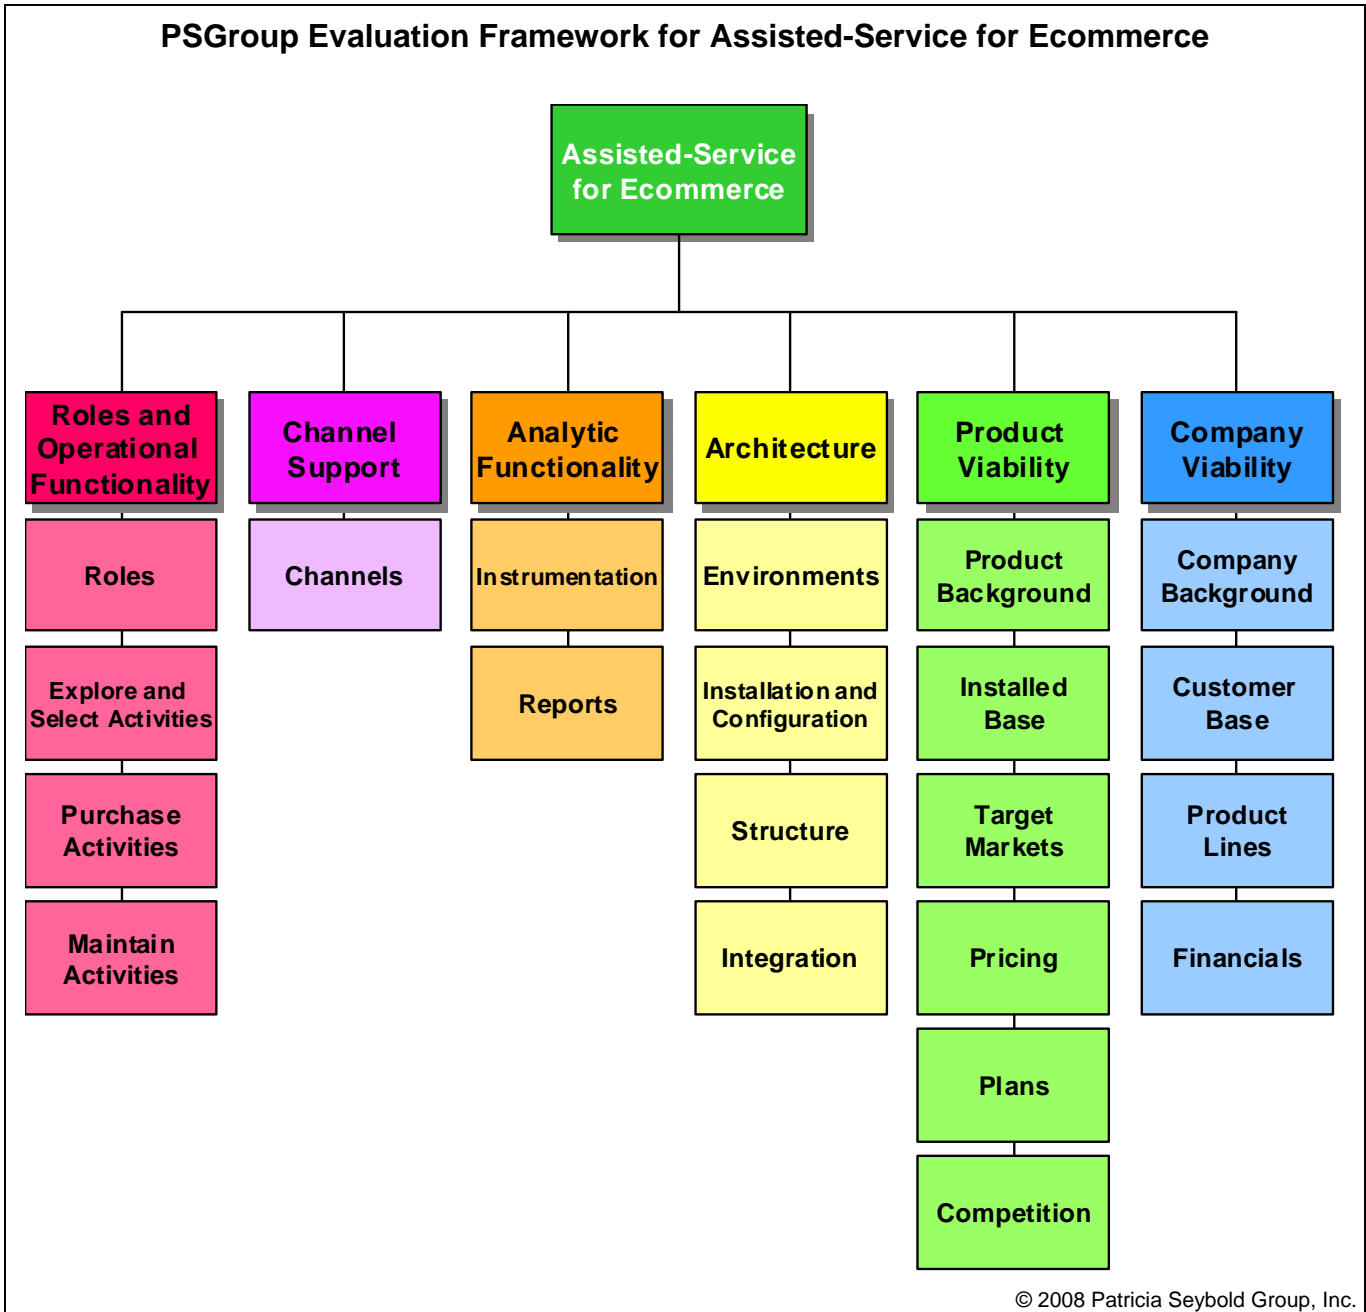 PSGroup Evaluation Framework for Assisted-Service for Ecommerce
Assisted-Service
for Ecommerce
Roles and
Operational
Functionality
Roles
Explore and
Select Activities
Purchase
Activities
Maintain
Activities
Channel
Support
Channels
Analytic
Functionality
Instrumentation
Reports
Architecture
Environments
Installation and
Configuration
Structure
Integration
Product
Viability
Product
Background
Installed
Base
Target
Markets
Pricing
Plans
Competition
Company
Viability
Company
Background
Customer
Base
Product
Lines
Financials
© 2008 Patricia Seybold Group, Inc.